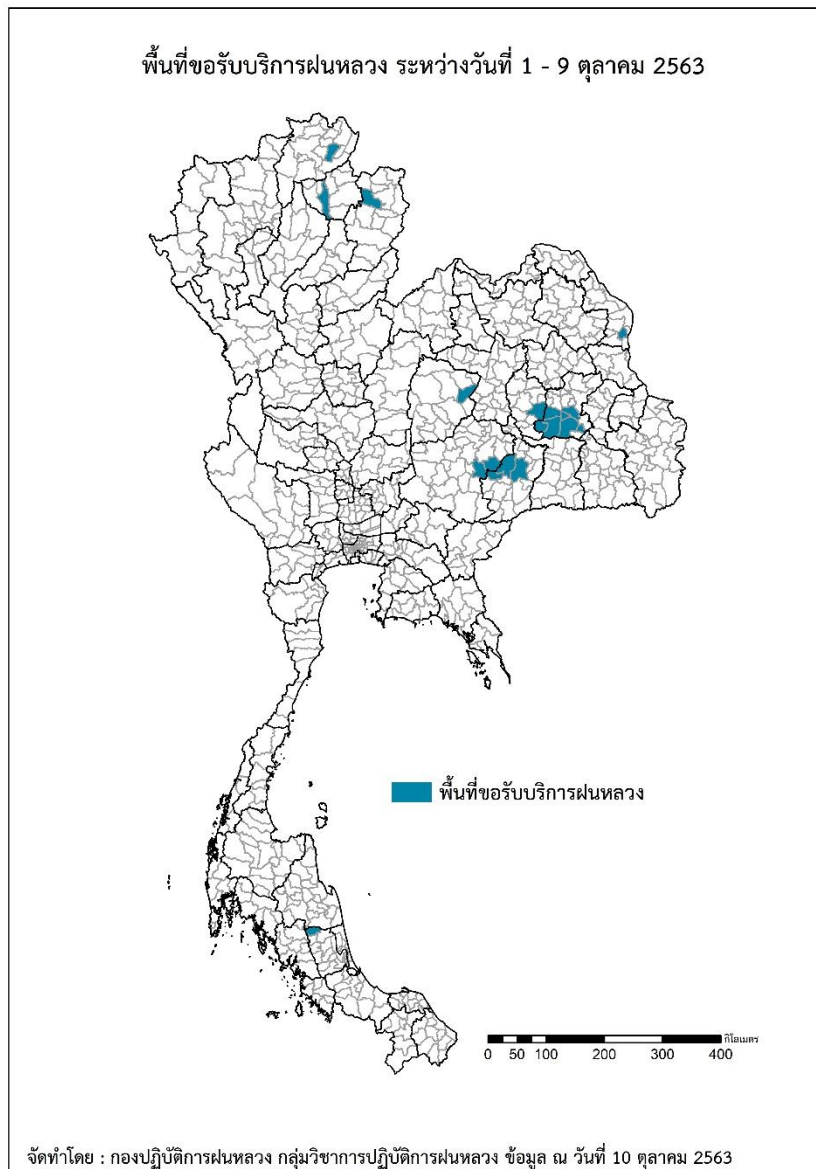 พื้นที่ขอรับบริการฝนหลวง ระหว่างวันที่ 1 - 9 ตุลาคม 2563
พื้นที่ขอรับบริการฝนหลวง
กิโลเมตร
0 50 100 200 300 400
จัดทำโดย : กองปฏิบัติการฝนหลวง กลุ่มวิชาการปฏิบัติการฝนหลวง ข้อมูล ณ วันที่ 10 ตุลาคม 2563